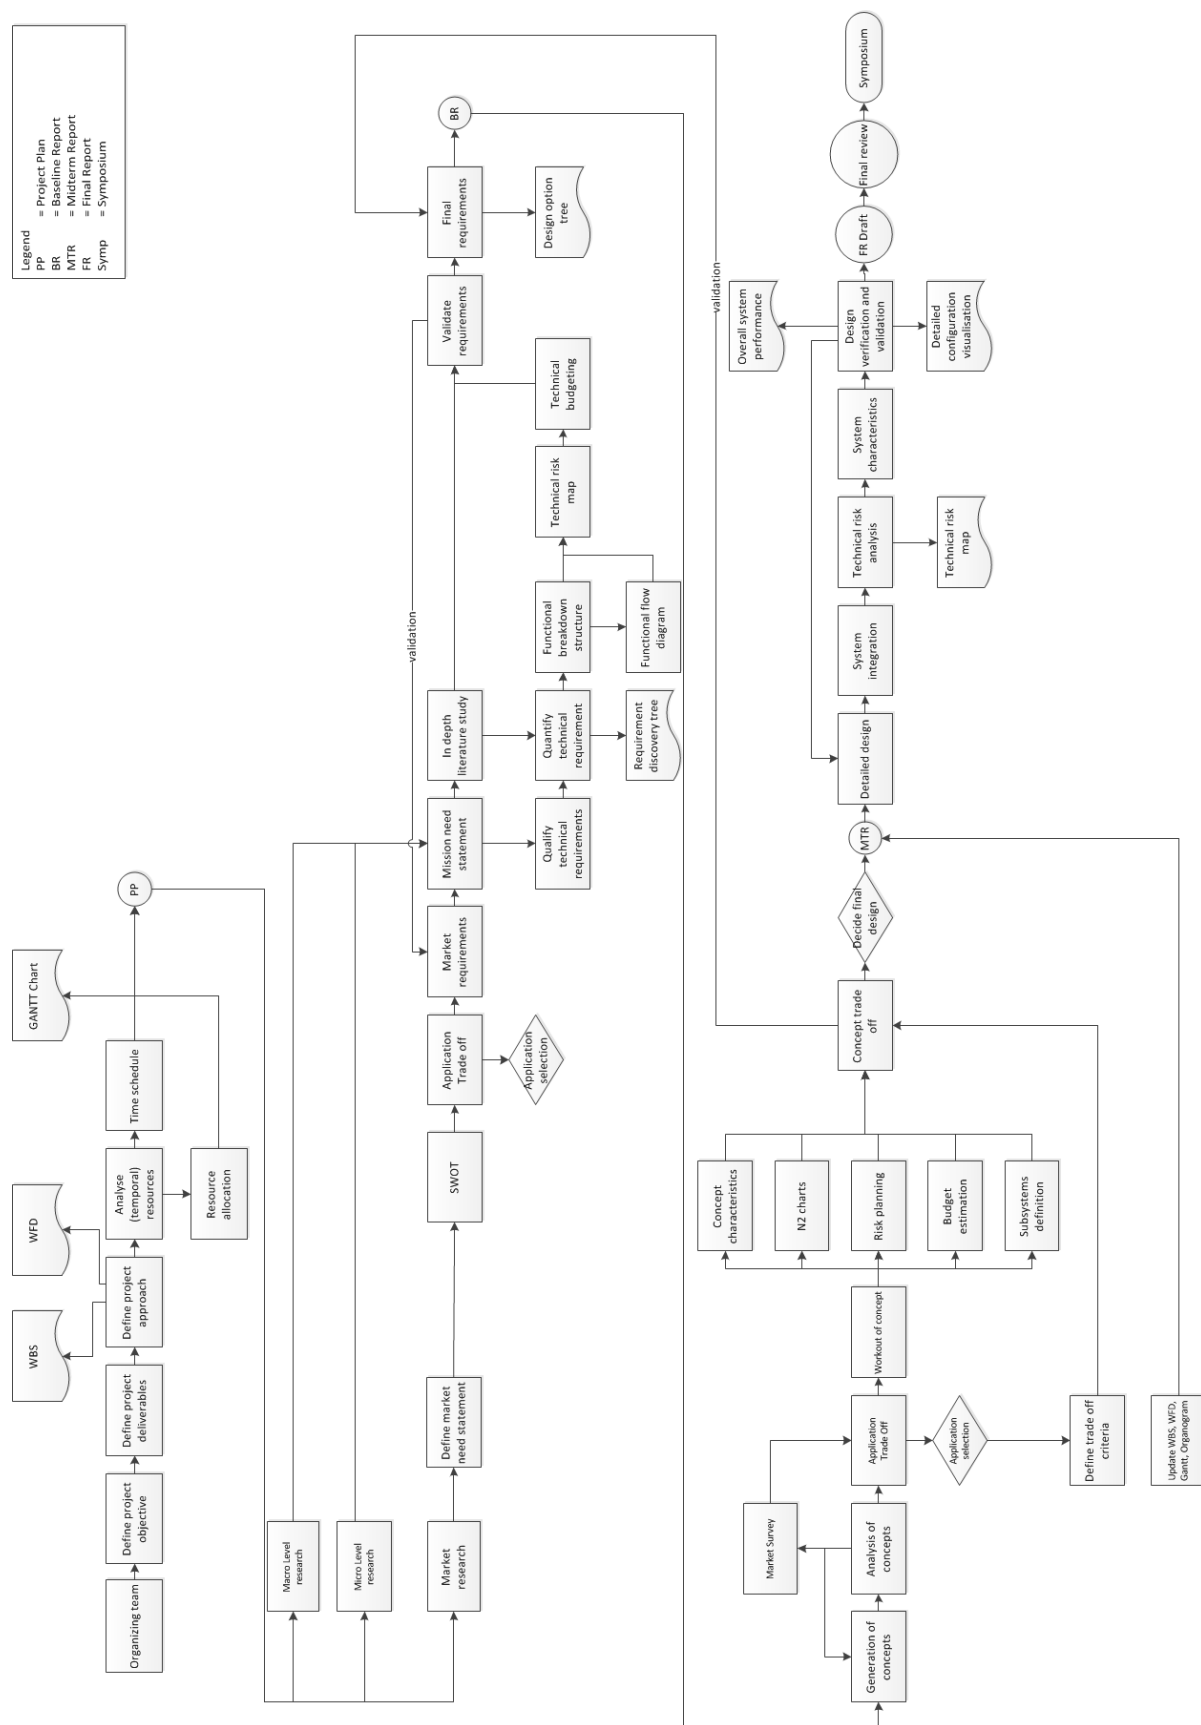 Legend
PP = Project Plan
BR = Baseline Report
MTR = Midterm Report
FR = Final Report
Symp = Symposium
WBS
WFD
GANTT Chart
Organizing team
Define project
objective
Define project
deliverables
Define project
approach
Analyse
(temporal)
resources
Time schedule
PP
Resource
allocation
Macro Level
research
Micro Level
research
Market
research
Define market
need statement
SWOT
Application
Trade off
Application
selection
Market
requirements
Mission need
statement
In depth
literature study
validation
Validate
requirements
Final
requirements
BR
Qualify
technical
requirements
Quantify
technical
requirement
Requirement
discovery tree
Functional
breakdown
structure
Functional flow
diagram
Technical risk
map
Technical
budgeting
Design option
tree
validation
Generation of
concepts
Analysis of
concepts
Market Survey
Application
Trade Off
Application
selection
Workout of concept
Concept
characteristics
N2 charts
Risk planning
Budget
estimation
Subsystems
definition
Define trade off
criteria
Update WBS, WFD,
Gantt, Organogram
Concept trade
off
Decide final
design
MTR
Detailed design
System
integration
Technical risk
analysis
Technical risk
map
System
characteristics
Design
verification and
validation
Overall system
performance
Detailed
configuration
visualisation
FR Draft
Final review
Symposium